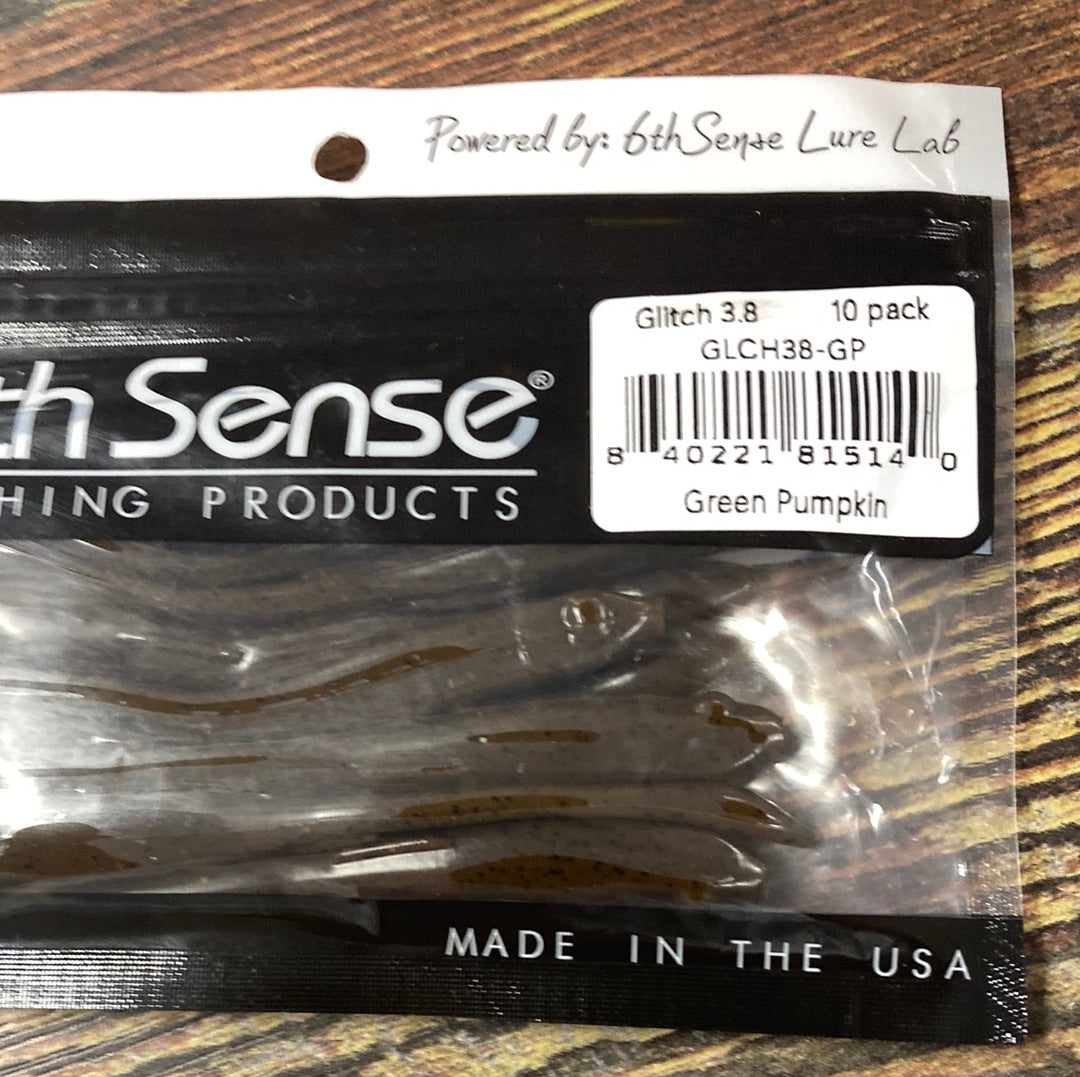 Powered by: 6thSense Lure Lab
Glitch 3.8 10 pack
GLCH38-GP
8 40221 81514 0
Green Pumpkin
th Sense®
HING PRODUCTS
MADE IN THE USA